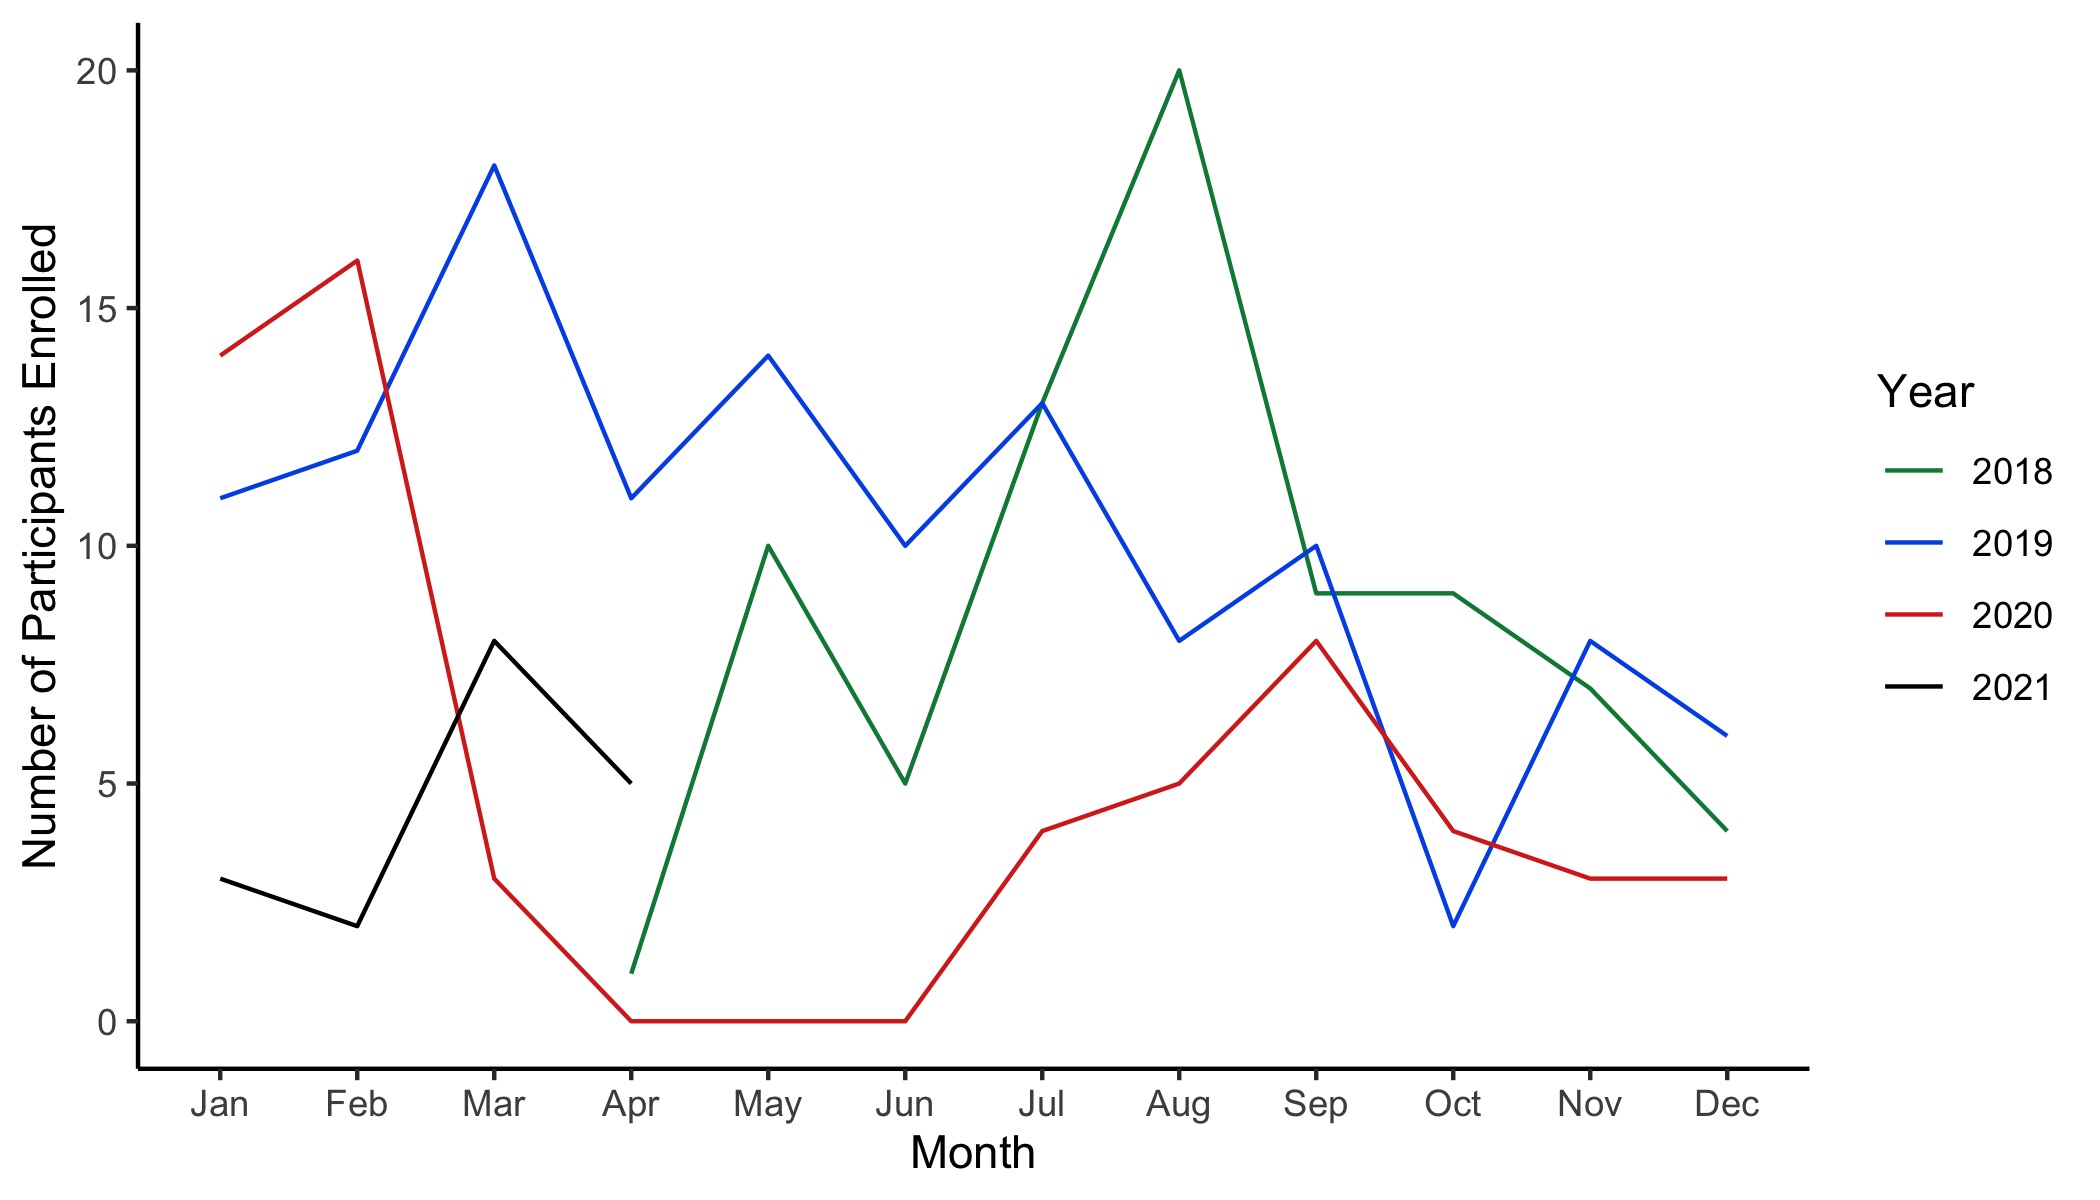 Number of Participants Enrolled
20
15
10
5
0
Jan Feb Mar Apr May Jun Jul Aug Sep Oct Nov Dec
Month
Year
2018
2019
2020
2021